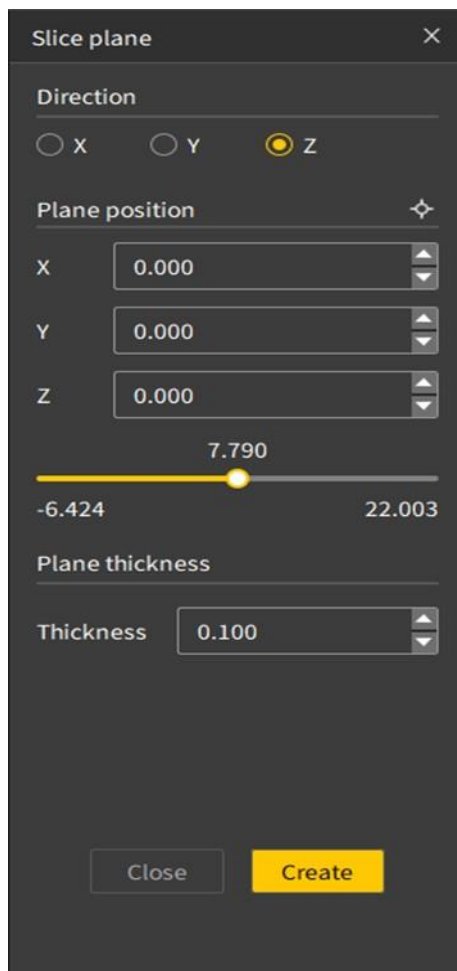 Slice plane
Direction
X Y Z
Plane position
X 0.000
Y 0.000
Z 0.000
7.790
-6.424 22.003
Plane thickness
Thickness 0.100
Close Create